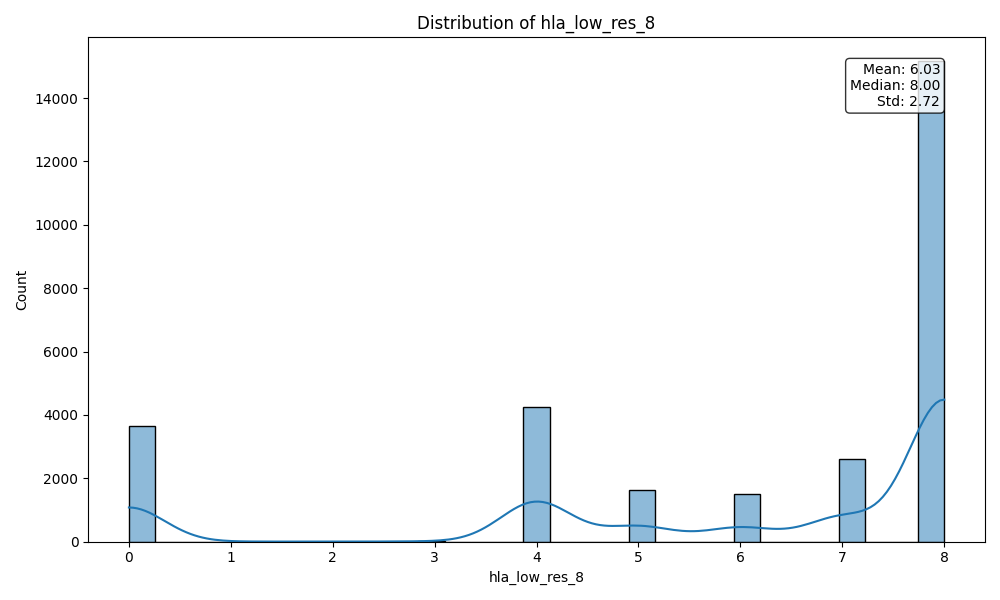 Distribution of hla_low_res_8
Mean: 6.03
Median: 8.00
Std: 2.72
Count
14000
12000
10000
8000
6000
4000
2000
0
0 1 2 3 4 5 6 7 8
hla_low_res_8